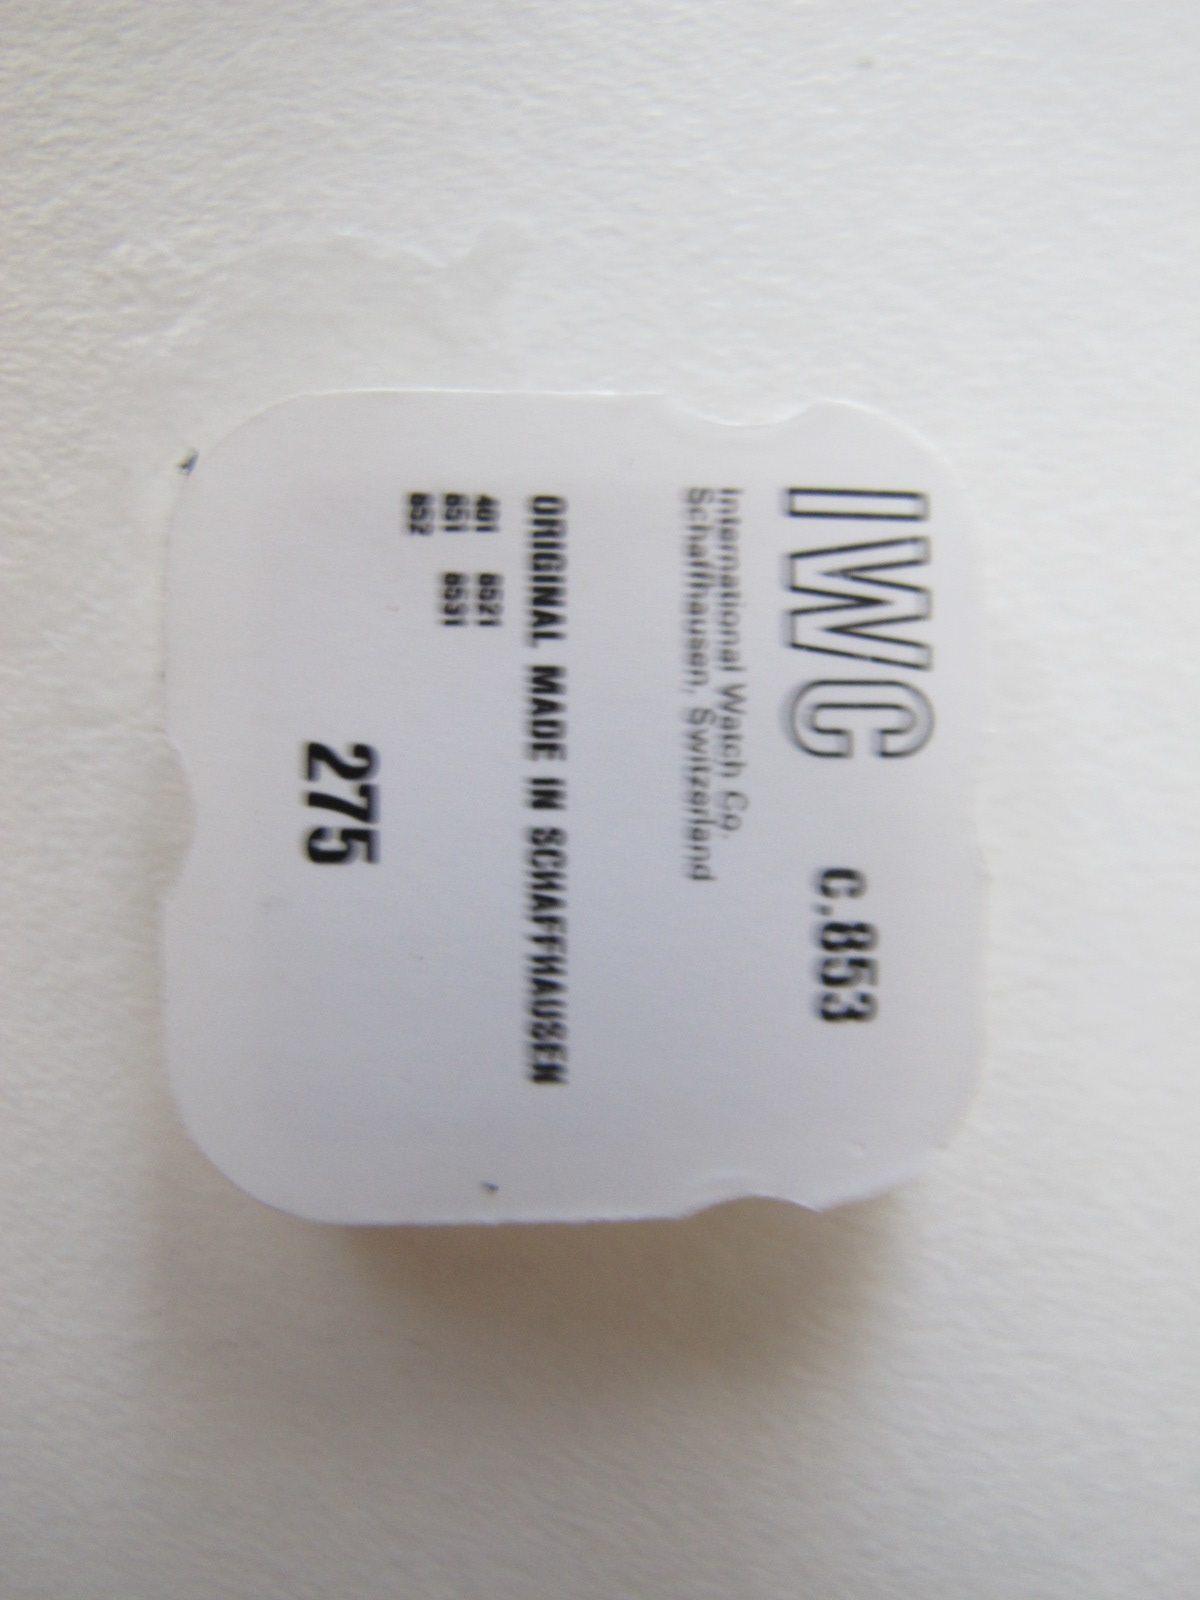 IWC C.853
International Watch Co.
Schaffhausen, Switzerland
ORIGINAL MADE IN SCHAFFHAUSEN
401 8521
851 8531
852
275